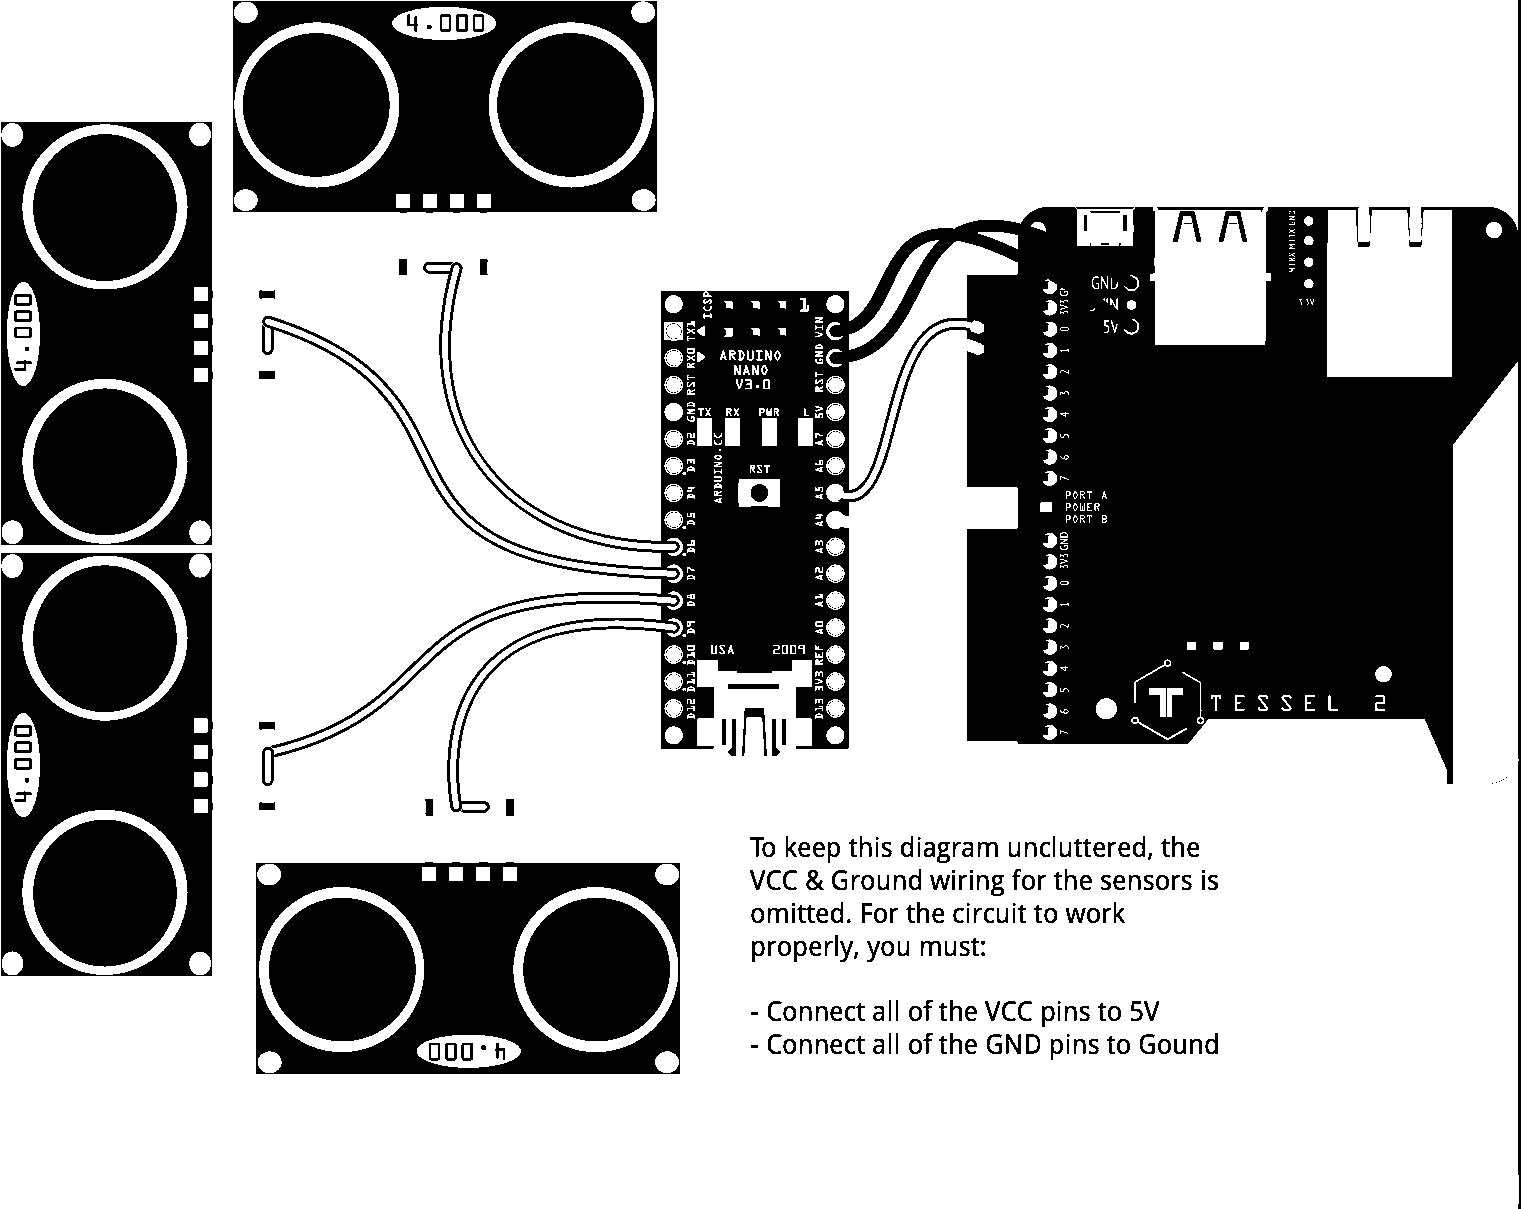 4.000
4.000
4.000
4.000
ICSP
1
ARDUINO
NANO
V3.0
TX1
RX0
RST
GND
D2
D3
D4
D5
D6
D7
D8
D9
D10
D11
D12
VIN
GND
RST
5V
A7
A6
A5
A4
A3
A2
A1
A0
REF
3V3
D13
TX RX PWR L
ARDUINO.CC
RST
USA 2009
GND
5V
3.3V
3V3
0
1
2
3
4
5
6
7
PORT A
POWER
PORT B
GND
3V3
0
1
2
3
4
5
6
7
TESSEL 2
To keep this diagram uncluttered, the
VCC & Ground wiring for the sensors is
omitted. For the circuit to work
properly, you must:
- Connect all of the VCC pins to 5V
- Connect all of the GND pins to Gound